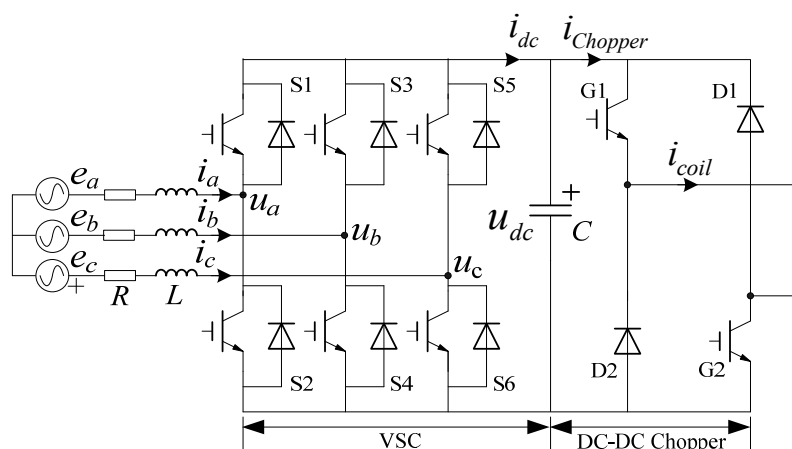 i_dc
i_Chopper
S1
S3
S5
G1
D1
e_a
i_a
u_a
i_coil
e_b
i_b
u_b
u_dc
+
C
e_c
i_c
u_c
+
R
L
D2
G2
S2
S4
S6
VSC
DC-DC Chopper